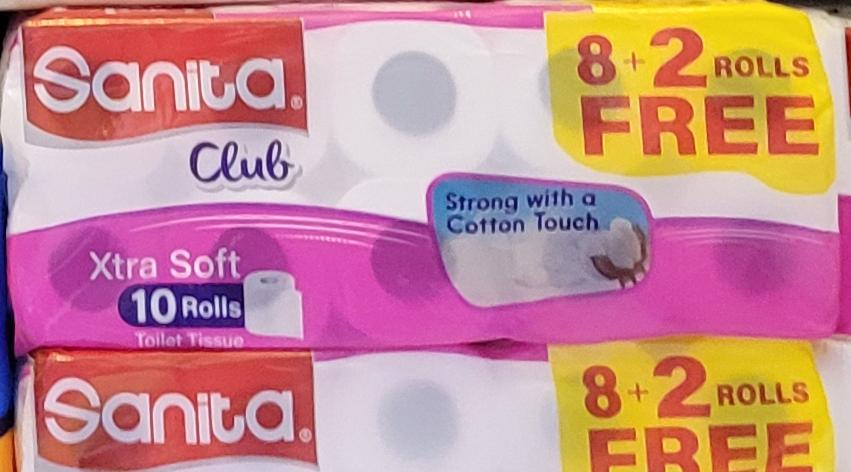 Sanita®
Club
8+2 ROLLS
FREE
Strong with a
Cotton Touch
Xtra Soft
10 Rolls
Toilet Tissue
Sanita®
8+2 ROLLS
FREE